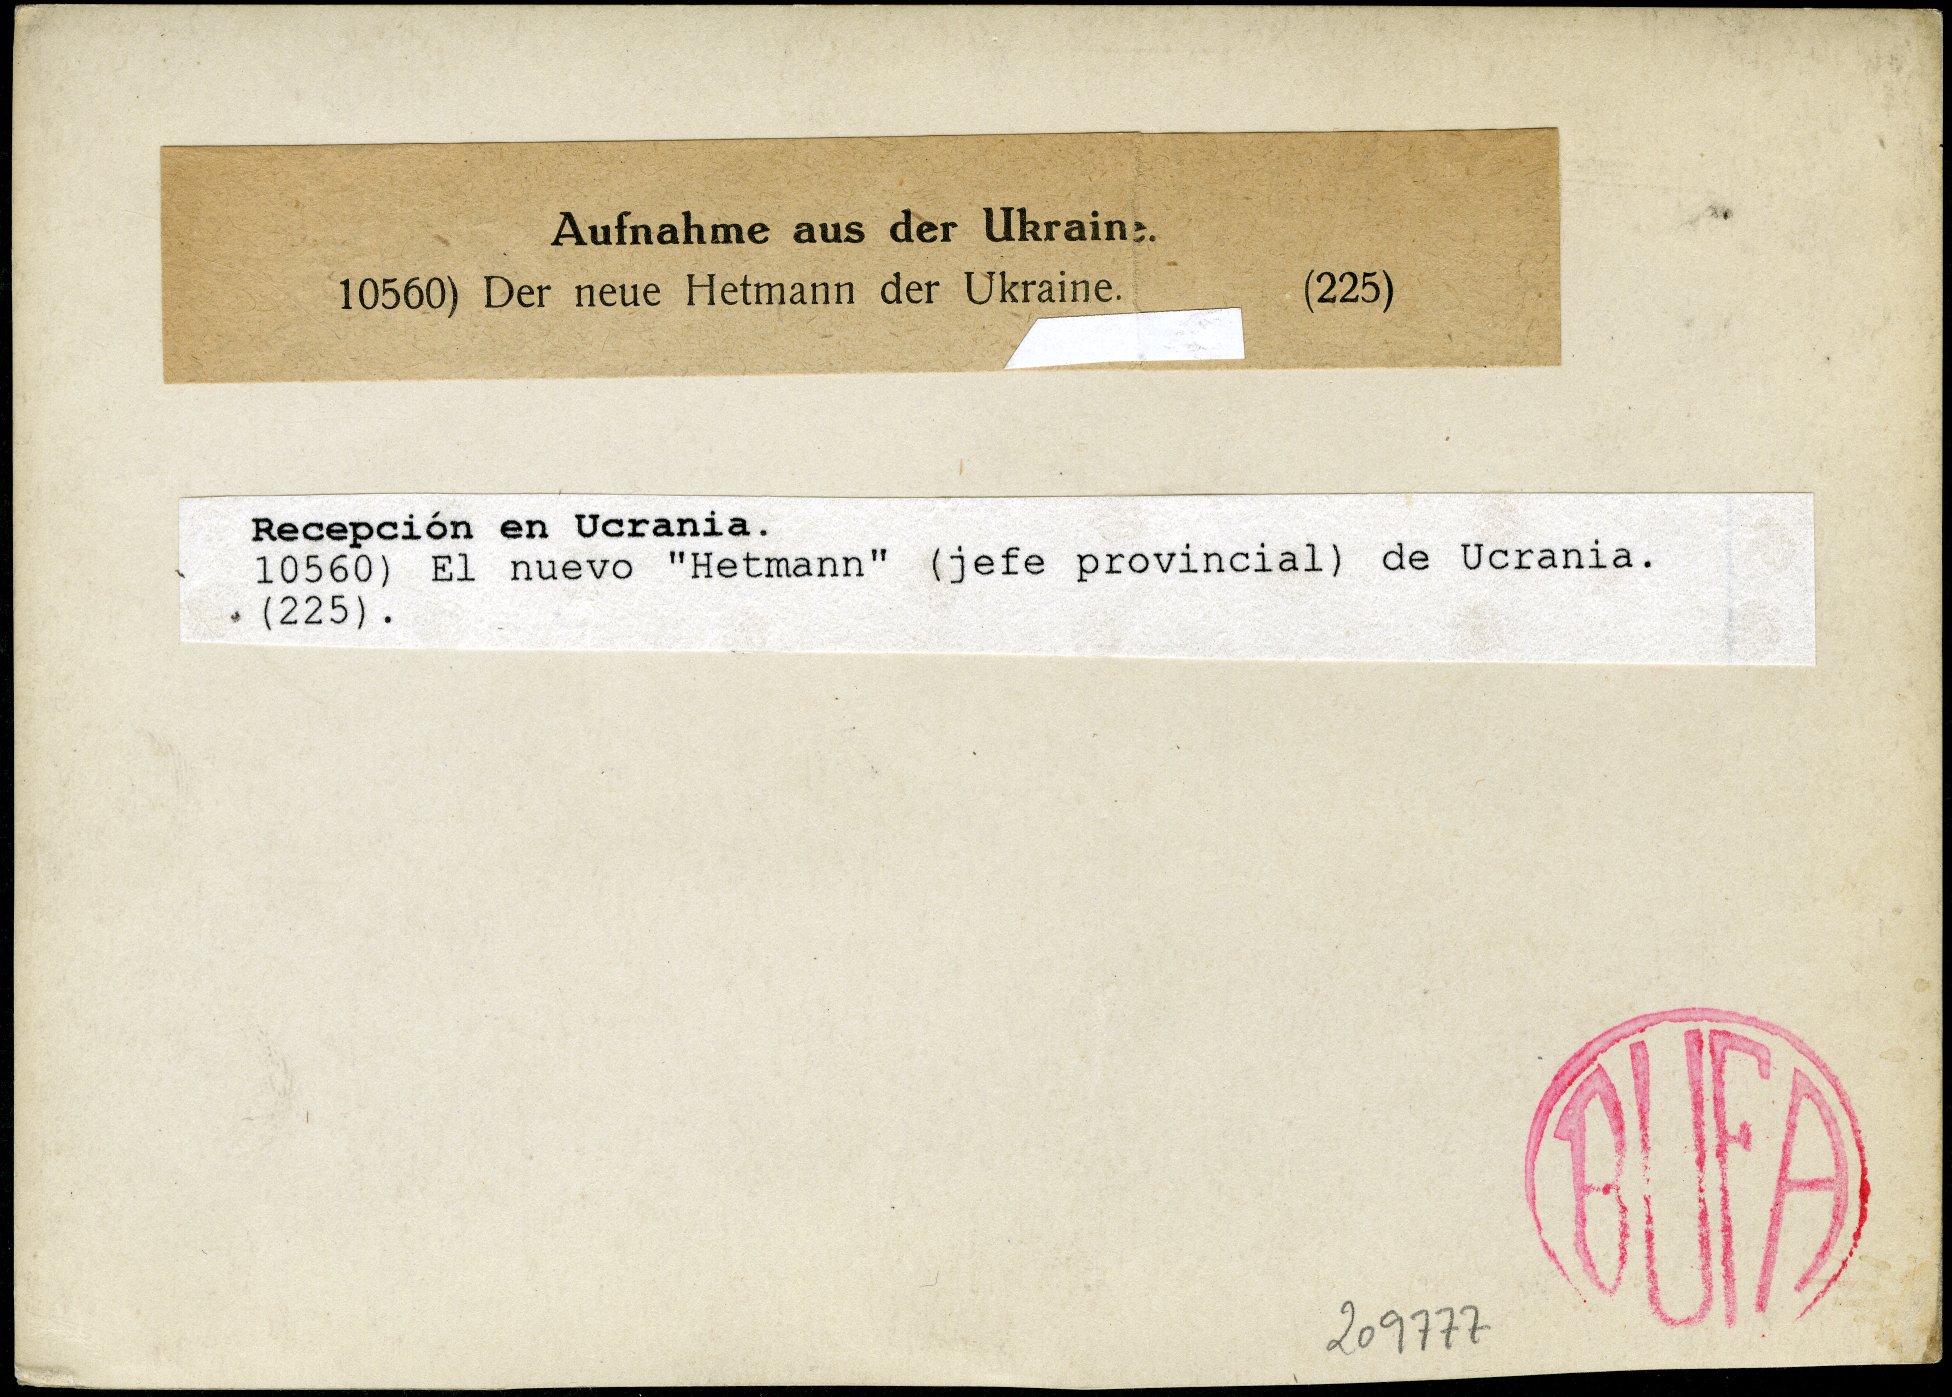 Aufnahme aus der Ukraine.
10560) Der neue Hetmann der Ukraine. (225)
Recepción en Ucrania.
10560) El nuevo "Hetmann" (jefe provincial) de Ucrania.
(225).
BUFA
209777